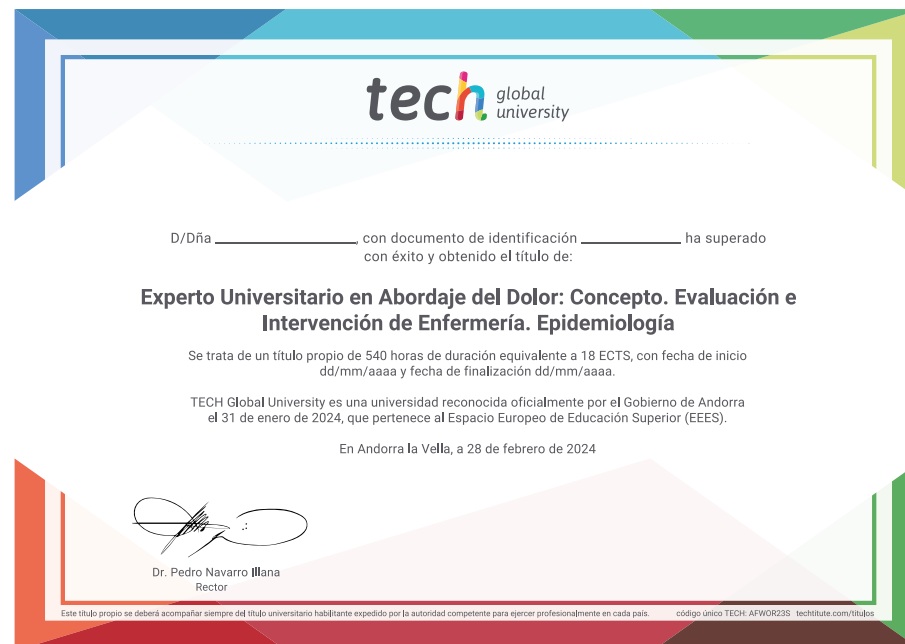 tech global university
D/Dña ________________, con documento de identificación ____________ ha superado
con éxito y obtenido el título de:
Experto Universitario en Abordaje del Dolor: Concepto. Evaluación e
Intervención de Enfermería. Epidemiología
Se trata de un título propio de 540 horas de duración equivalente a 18 ECTS, con fecha de inicio
dd/mm/aaaa y fecha de finalización dd/mm/aaaa.
TECH Global University es una universidad reconocida oficialmente por el Gobierno de Andorra
el 31 de enero de 2024, que pertenece al Espacio Europeo de Educación Superior (EEES).
En Andorra la Vella, a 28 de febrero de 2024
Dr. Pedro Navarro Illana
Rector
Este título propio se deberá acompañar siempre del título universitario habilitante expedido por la autoridad competente para ejercer profesionalmente en cada país. código único TECH: AFWOR23S techtitute.com/titulos